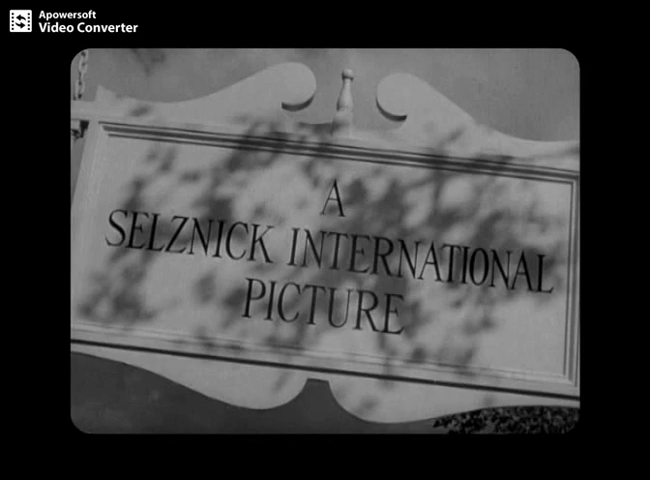 Apowersoft
Video Converter
A
SELZNICK INTERNATIONAL
PICTURE